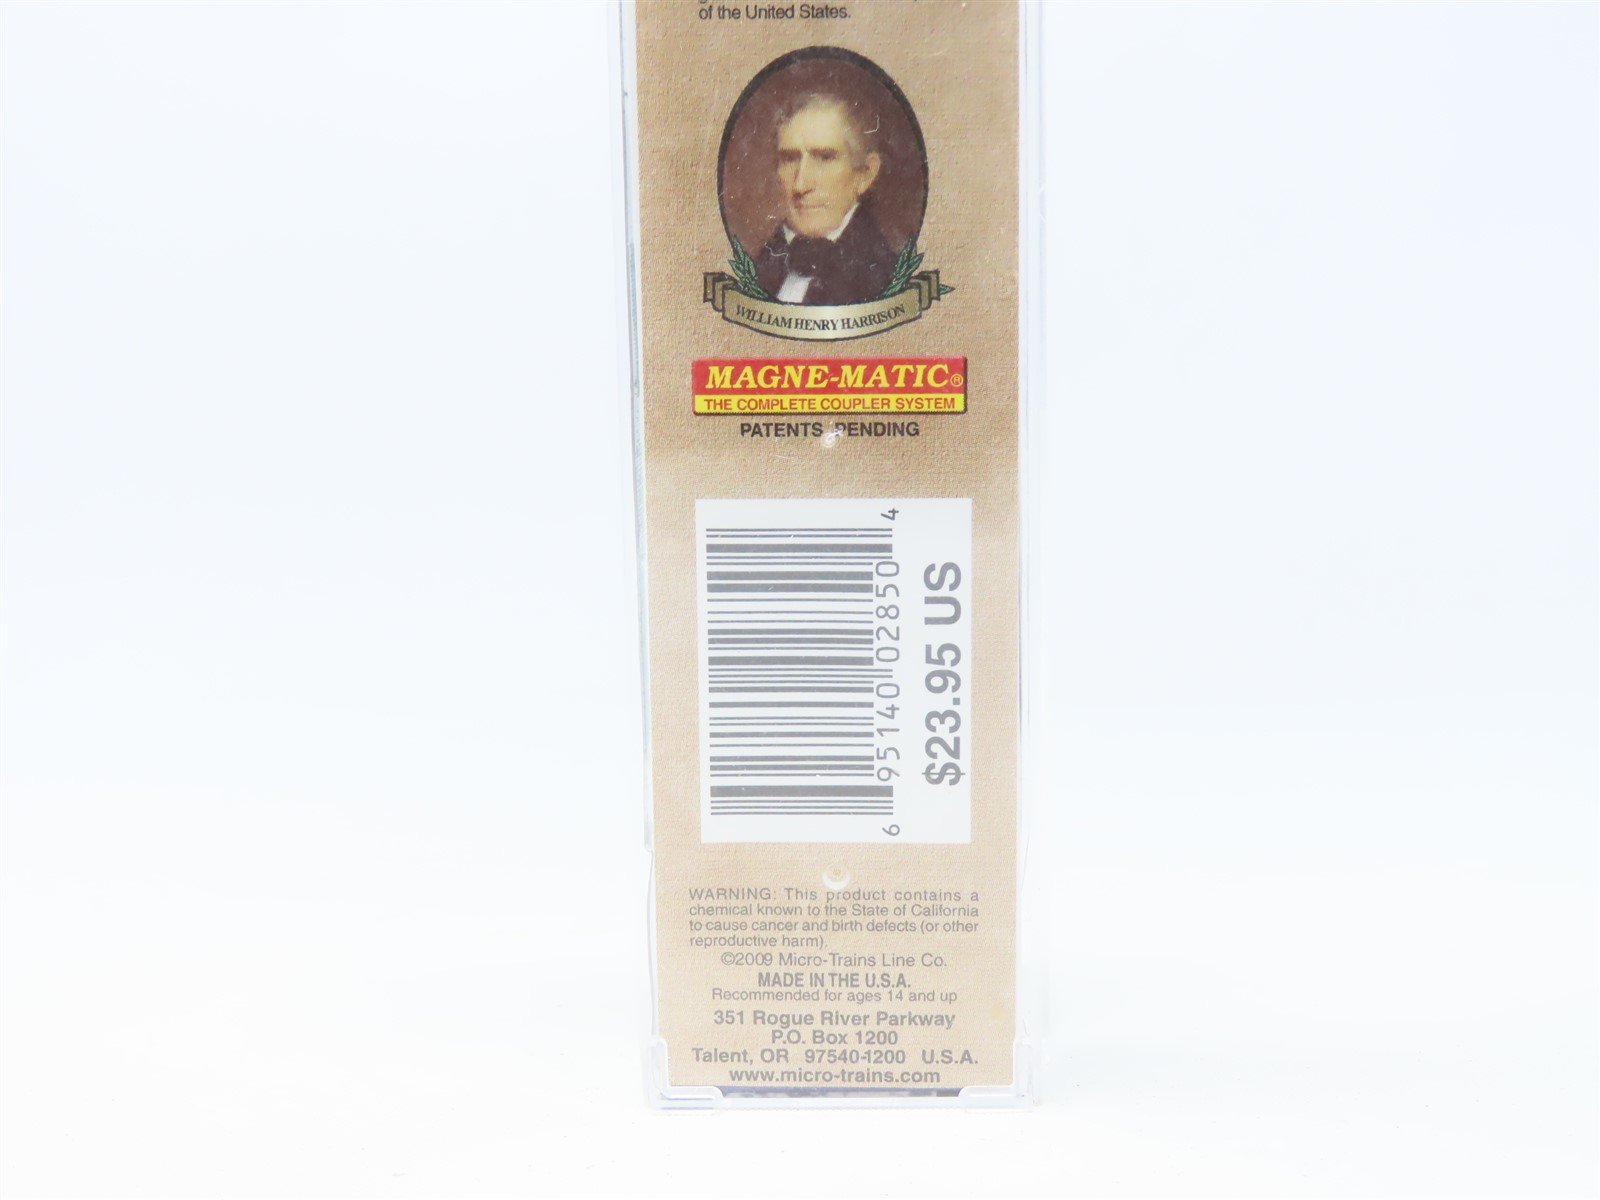 of the United States.
WILLIAM HENRY HARRISON
MAGNE-MATIC®
THE COMPLETE COUPLER SYSTEM
PATENTS PENDING
6 95140 02850 4
$23.95 US
WARNING: This product contains a
chemical known to the State of California
to cause cancer and birth defects (or other
reproductive harm).
©2009 Micro-Trains Line Co.
MADE IN THE U.S.A.
Recommended for ages 14 and up
351 Rogue River Parkway
P.O. Box 1200
Talent, OR 97540-1200 U.S.A.
www.micro-trains.com